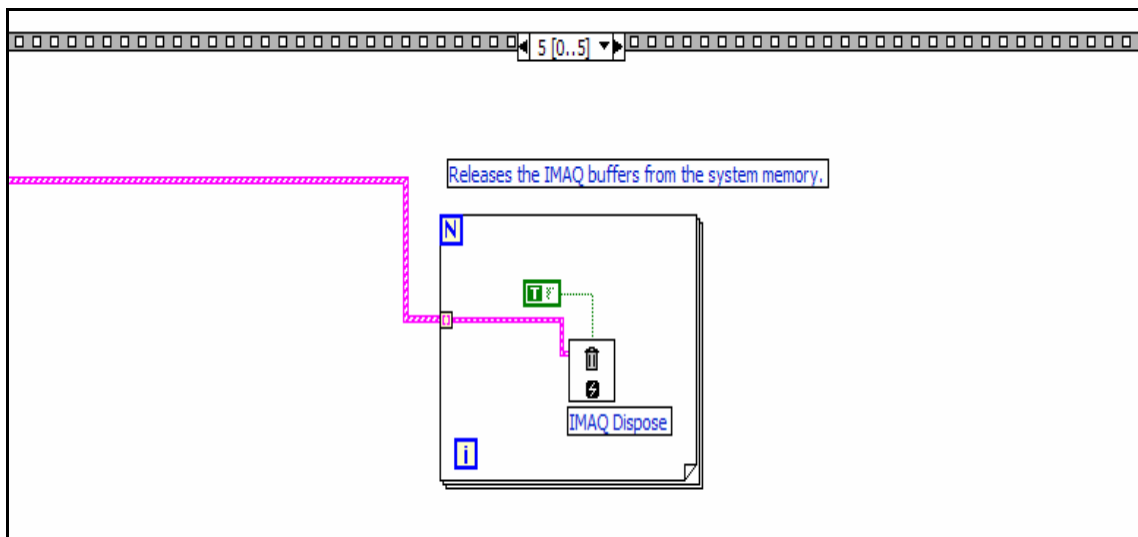 5 [0..5]
Releases the IMAQ buffers from the system memory.
N
T
IMAQ Dispose
i